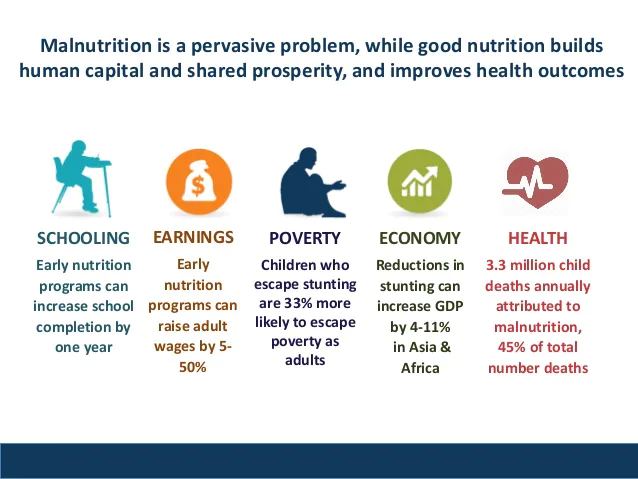 Malnutrition is a pervasive problem, while good nutrition builds
human capital and shared prosperity, and improves health outcomes
SCHOOLING
Early nutrition
programs can
increase school
completion by
one year
EARNINGS
Early
nutrition
programs can
raise adult
wages by 5-
50%
POVERTY
Children who
escape stunting
are 33% more
likely to escape
poverty as
adults
ECONOMY
Reductions in
stunting can
increase GDP
by 4-11%
in Asia &
Africa
HEALTH
3.3 million child
deaths annually
attributed to
malnutrition,
45% of total
number deaths